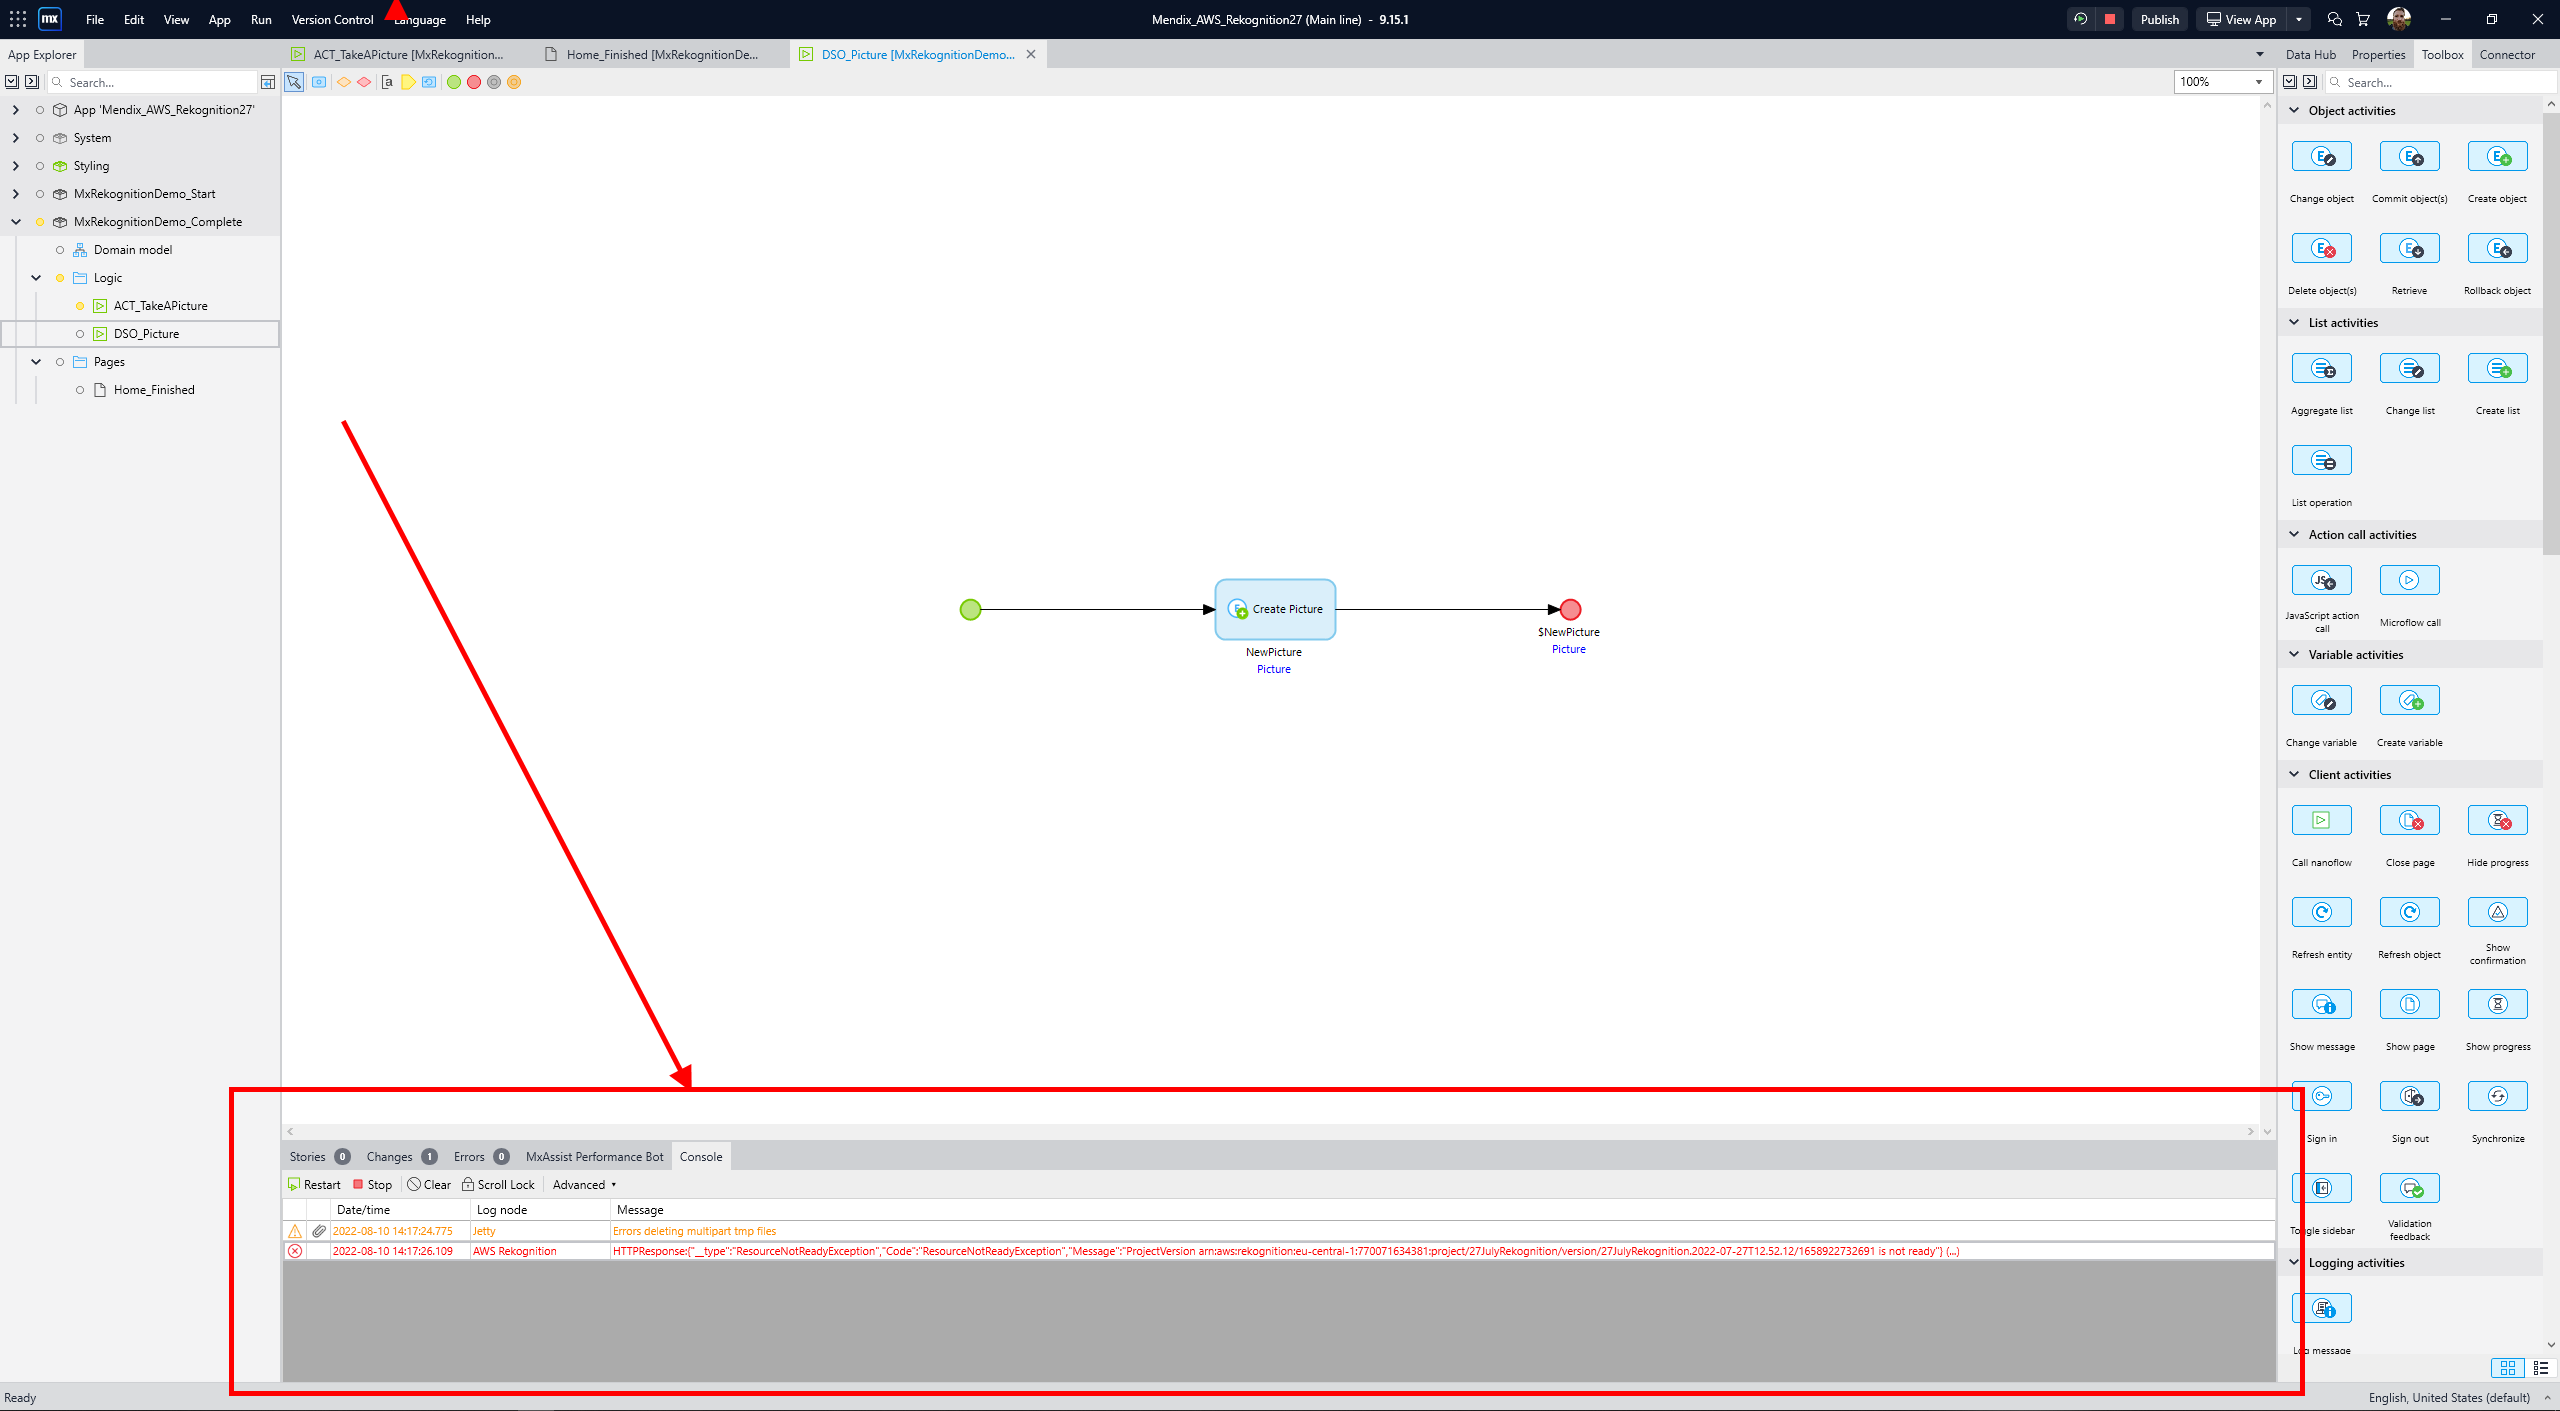 mx File Edit View App Run Version Control Language Help Mendix_AWS_Rekognition27 (Main line) - 9.15.1 Publish View App
App Explorer ACT_TakeAPicture [MxRekognition... Home_Finished [MxRekognitionDe... DSO_Picture [MxRekognitionDemo... Data Hub Properties Toolbox Connector
Search... 100% Search...
App 'Mendix_AWS_Rekognition27'
System
Styling
MxRekognitionDemo_Start
MxRekognitionDemo_Complete
Domain model
Logic
ACT_TakeAPicture
DSO_Picture
Pages
Home_Finished
Create Picture
NewPicture
Picture
$NewPicture
Picture
Object activities
Change object Commit object(s) Create object
Delete object(s) Retrieve Rollback object
List activities
Aggregate list Change list Create list
List operation
Action call activities
JavaScript action call Microflow call
Variable activities
Change variable Create variable
Client activities
Call nanoflow Close page Hide progress
Refresh entity Refresh object Show confirmation
Show message Show page Show progress
Sign in Sign out Synchronize
Toggle sidebar Validation feedback
Logging activities
Log message
Stories 0 Changes 1 Errors 0 MxAssist Performance Bot Console
Restart Stop Clear Scroll Lock Advanced
Date/time Log node Message
2022-08-10 14:17:24.775 Jetty Errors deleting multipart tmp files
2022-08-10 14:17:26.109 AWS Rekognition HTTPResponse:{"__type":"ResourceNotReadyException","Code":"ResourceNotReadyException","Message":"ProjectVersion arn:aws:rekognition:eu-central-1:770071634381:project/27JulyRekognition/version/27JulyRekognition.2022-07-27T12.52.12/1658922732691 is not ready"} (...)
Ready English, United States (default)